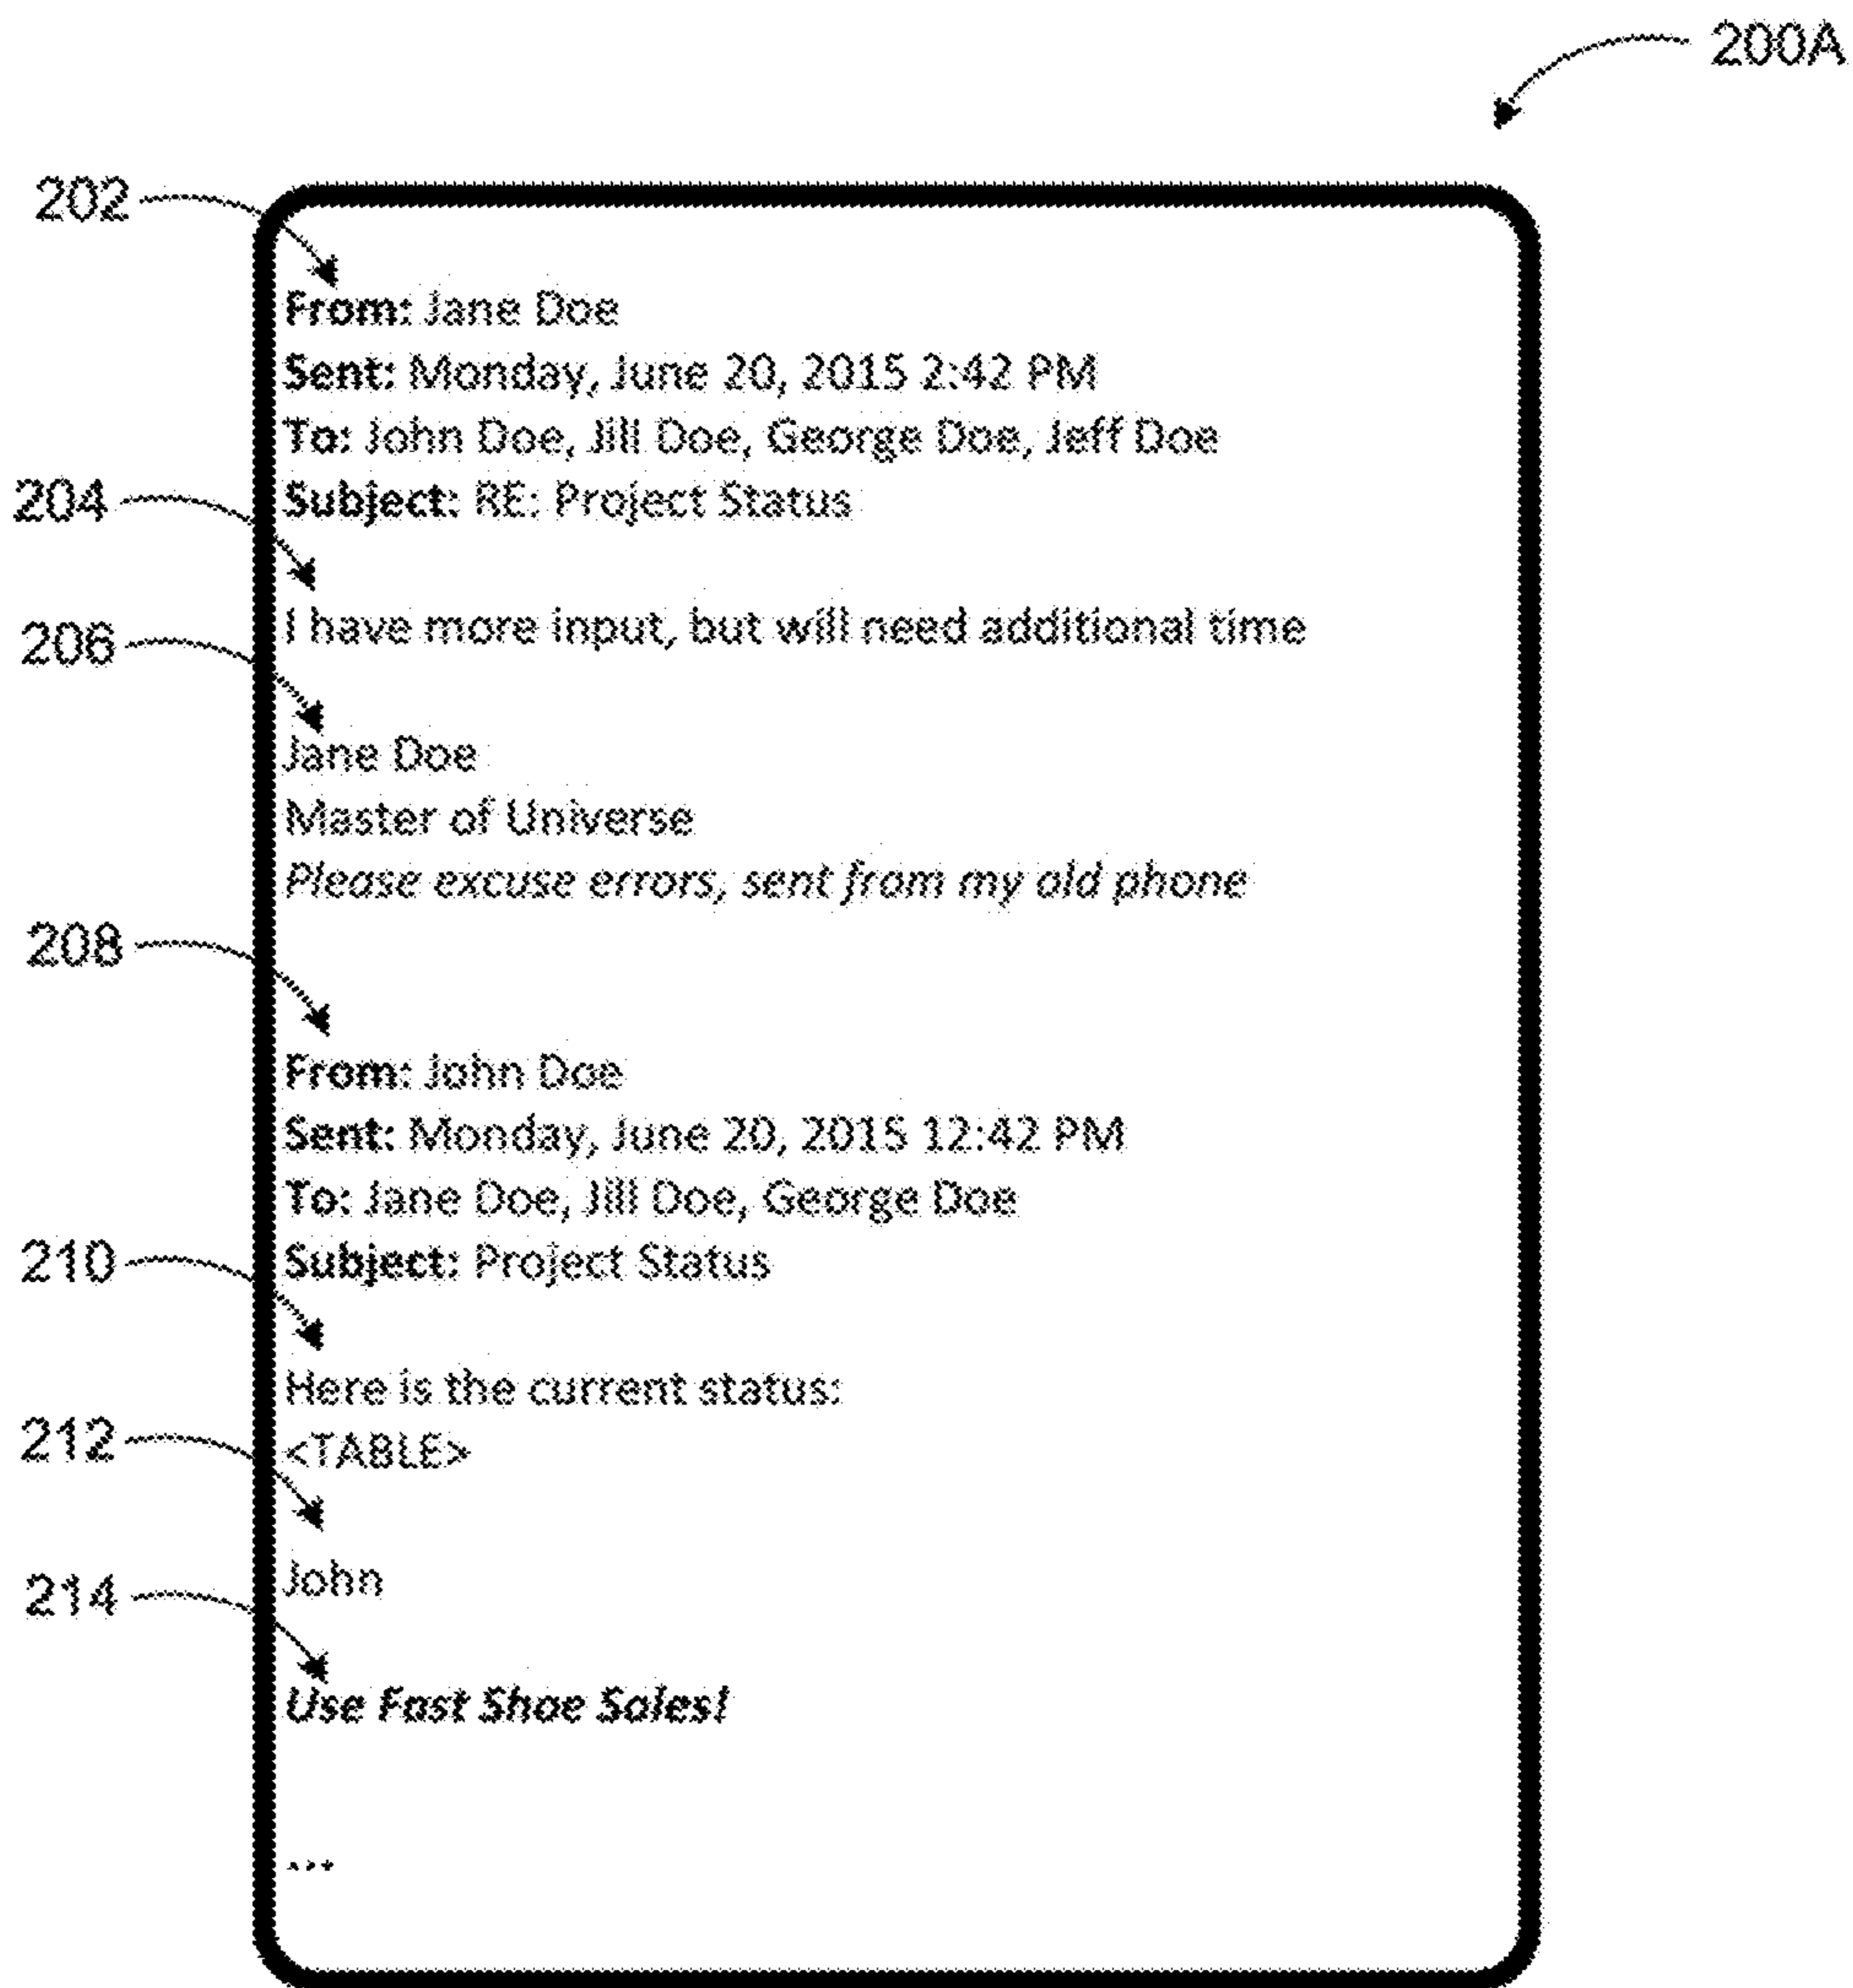 200A
202
From: Jane Doe
Sent: Monday, June 20, 2015 2:42 PM
To: John Doe, Jill Doe, George Doe, Jeff Doe
204
Subject: RE: Project Status
I have more input, but will need additional time
206
Jane Doe
Master of Universe
Please excuse errors, sent from my old phone
208
From: John Doe
Sent: Monday, June 20, 2015 12:42 PM
To: Jane Doe, Jill Doe, George Doe
210
Subject: Project Status
Here is the current status:
212
<TABLE>
John
214
Use Fast Shoe Sales!
...